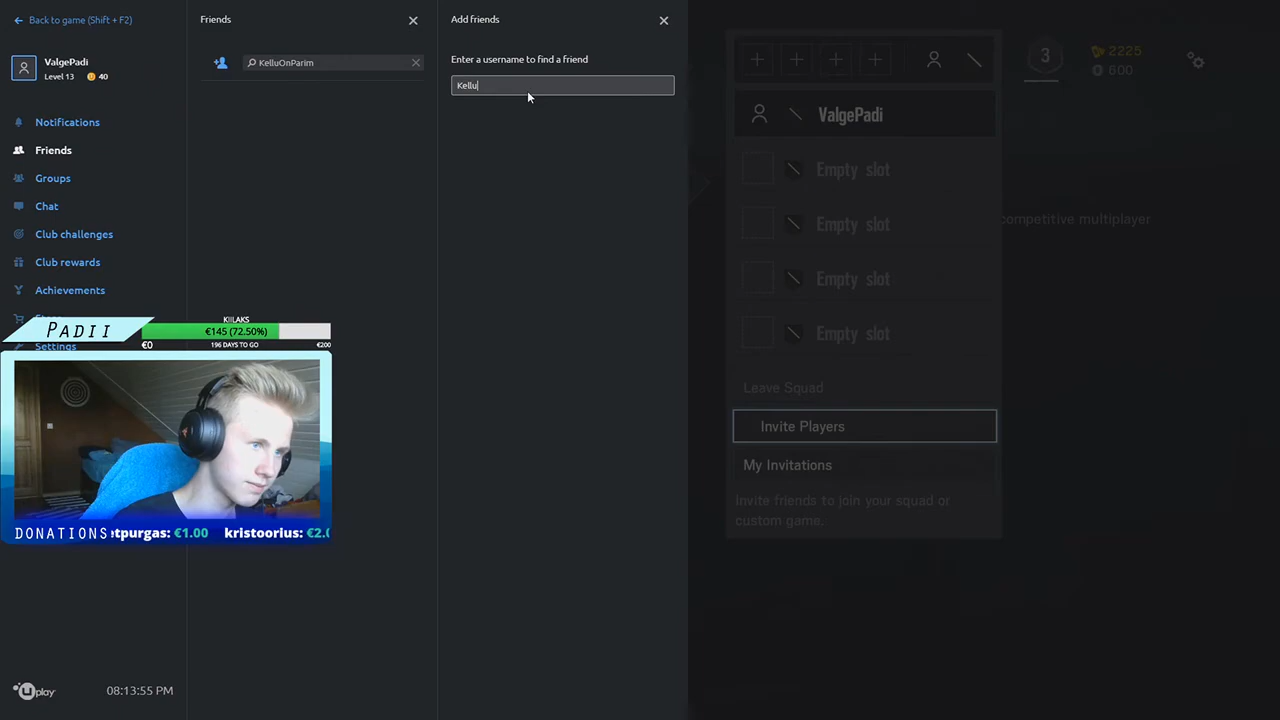 Back to game (Shift + F2)
ValgePadi
Level 13 40
Notifications
Friends
Groups
Chat
Club challenges
Club rewards
Achievements
Settings
Friends
KelluOnParim
Add friends
Enter a username to find a friend
Kellu
3
2225
600
ValgePadi
Empty slot
Empty slot
Empty slot
Empty slot
competitive multiplayer
Leave Squad
Invite Players
My Invitations
Invite friends to join your squad or
custom game.
PADII
KIILAKS
€145 (72.50%)
€0 196 DAYS TO GO €200
DONATIONS tpurgas: €1.00 kristoorius: €2.0
uplay 08:13:55 PM